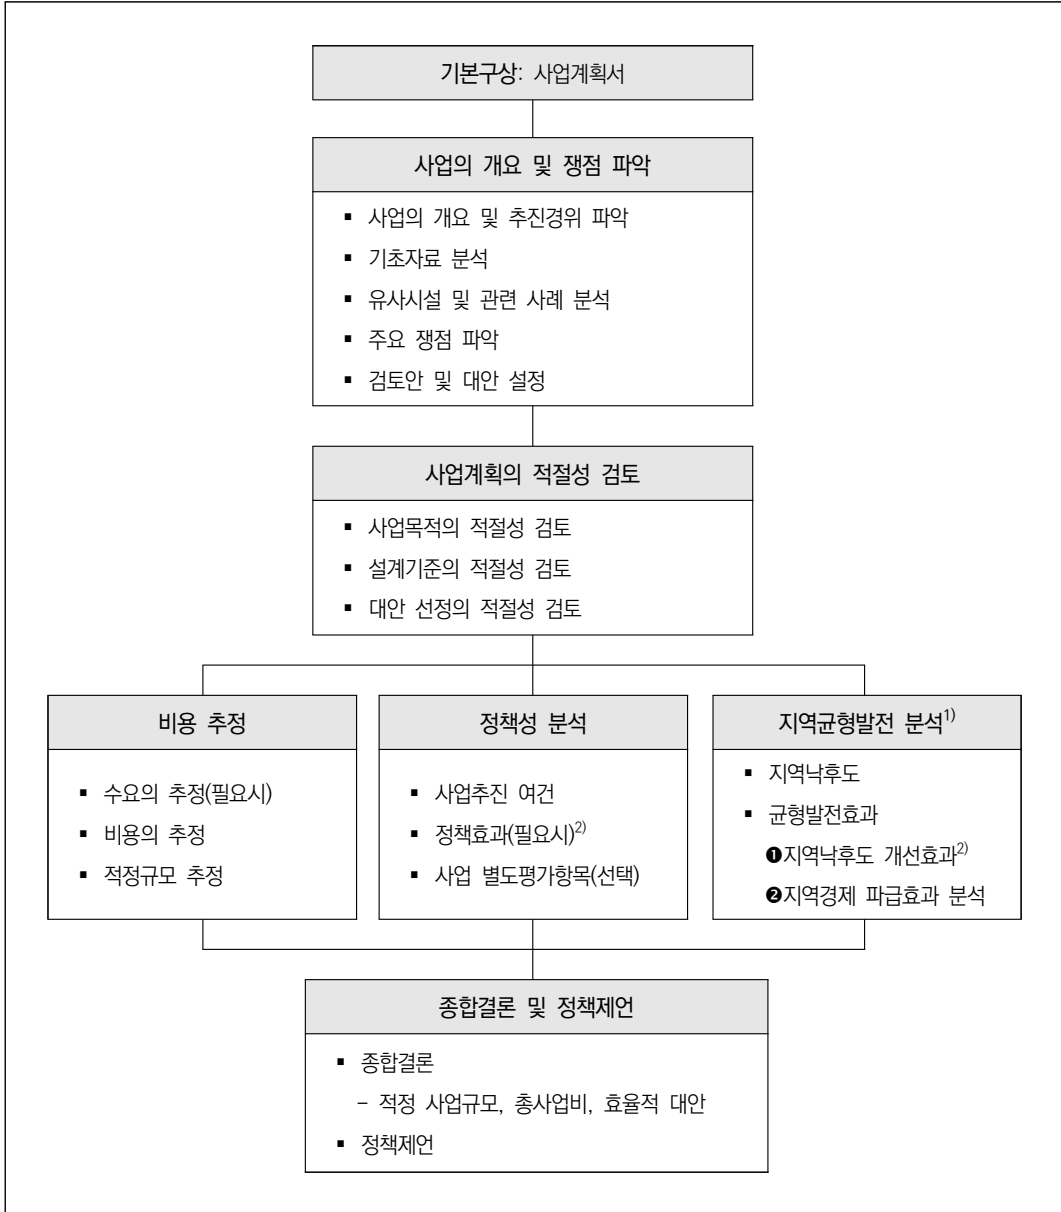 기본구상: 사업계획서
사업의 개요 및 쟁점 파악
▪ 사업의 개요 및 추진경위 파악
▪ 기초자료 분석
▪ 유사시설 및 관련 사례 분석
▪ 주요 쟁점 파악
▪ 검토안 및 대안 설정
사업계획의 적절성 검토
▪ 사업목적의 적절성 검토
▪ 설계기준의 적절성 검토
▪ 대안 선정의 적절성 검토
비용 추정
▪ 수요의 추정(필요시)
▪ 비용의 추정
▪ 적정규모 추정
정책성 분석
▪ 사업추진 여건
▪ 정책효과(필요시)2)
▪ 사업 별도평가항목(선택)
지역균형발전 분석1)
▪ 지역낙후도
▪ 균형발전효과
❶지역낙후도 개선효과2)
❷지역경제 파급효과 분석
종합결론 및 정책제언
▪ 종합결론
– 적정 사업규모, 총사업비, 효율적 대안
▪ 정책제언